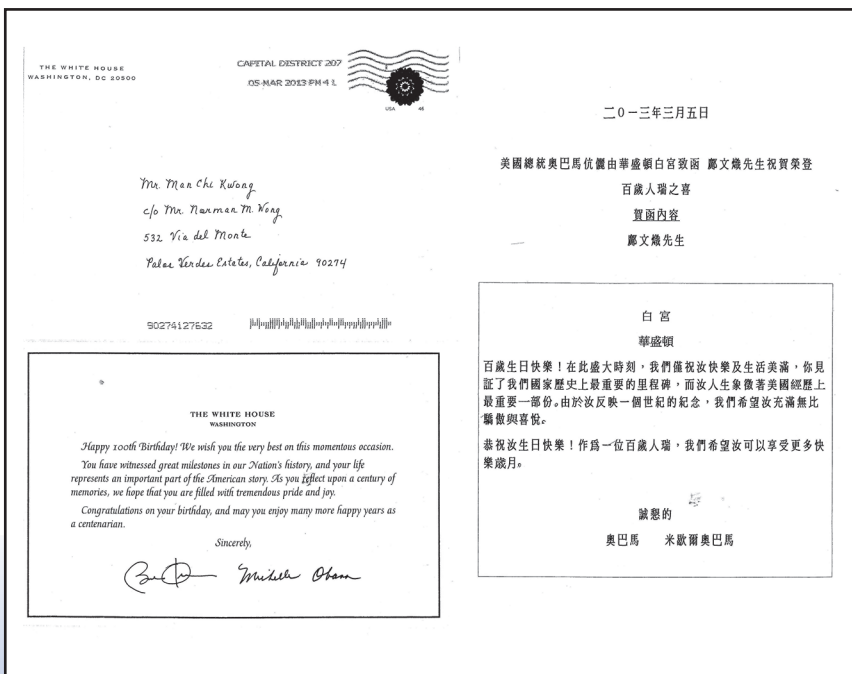 THE WHITE HOUSE
WASHINGTON, DC 20500
CAPITAL DISTRICT 207
05 MAR 2013 PM 4 L
USA 46
Mr. Man Chi Kwong
c/o Mr. Norman M. Wong
532 Via del Monte
Palos Verdes Estates, California 90274
90274127632
THE WHITE HOUSE
WASHINGTON
Happy 100th Birthday! We wish you the very best on this momentous occasion.
You have witnessed great milestones in our Nation's history, and your life
represents an important part of the American story. As you reflect upon a century of
memories, we hope that you are filled with tremendous pride and joy.
Congratulations on your birthday, and may you enjoy many more happy years as
a centenarian.
Sincerely,
Michelle Obama
二0一三年三月五日
美國總統奧巴馬伉儷由華盛頓白宮致函 鄺文熾先生祝賀榮登
百歲人瑞之喜
賀函內容
鄺文熾先生
白宮
華盛頓
百歲生日快樂！在此盛大時刻，我們僅祝汝快樂及生活美滿，你見
証了我們國家歷史上最重要的里程碑，而汝人生象徵著美國經歷上
最重要一部份。由於汝反映一個世紀的紀念，我們希望汝充滿無比
驕傲與喜悅。
恭祝汝生日快樂！作爲一位百歲人瑞，我們希望汝可以享受更多快
樂歲月。
誠懇的
奧巴馬 米歇爾奧巴馬